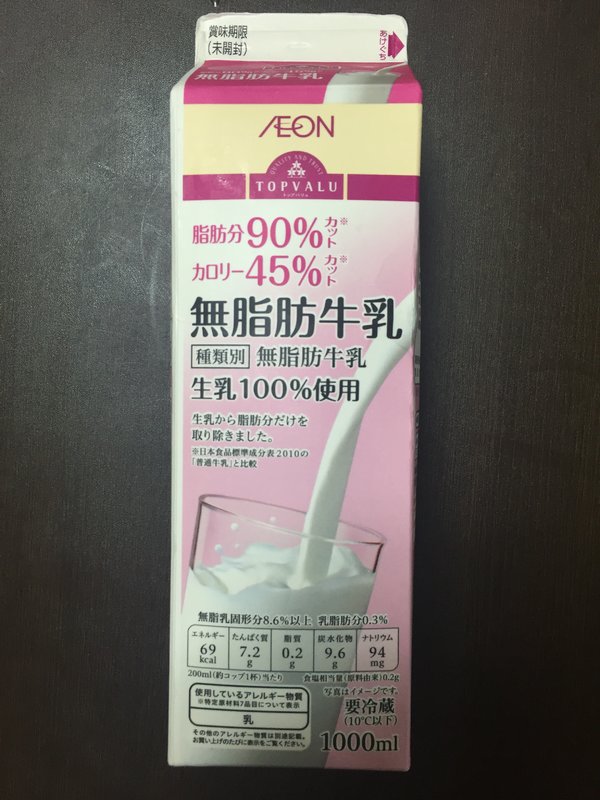 賞味期限
(未開封)
あけぐち
無脂肪牛乳
ÆON
QUALITY AND TRUST
TOPVALU
トップバリュ
脂肪分90%カット※
カロリー45%カット※
無脂肪牛乳
種類別 無脂肪牛乳
生乳100%使用
生乳から脂肪分だけを
取り除きました。
※日本食品標準成分表2010の
「普通牛乳」と比較
無脂乳固形分8.6%以上 乳脂肪分0.3%
エネルギー たんぱく質 脂質 炭水化物 ナトリウム
69 7.2 0.2 9.6 94
kcal g g g mg
200ml(約コップ1杯)当たり 食塩相当量(原料由来)0.2g
使用しているアレルギー物質
※特定原材料7品目について表示
乳
その他のアレルギー物質は別途記載。
お買い上げのたびに表示をご覧ください。
写真はイメージです。
要冷蔵
(10℃以下)
1000ml